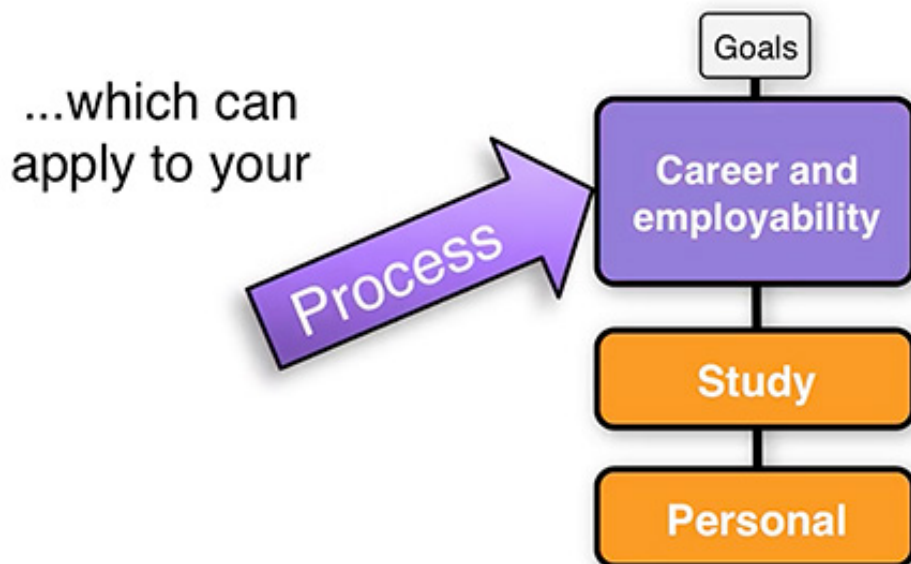 Goals
...which can
apply to your
Career and
employability
Process
Study
Personal